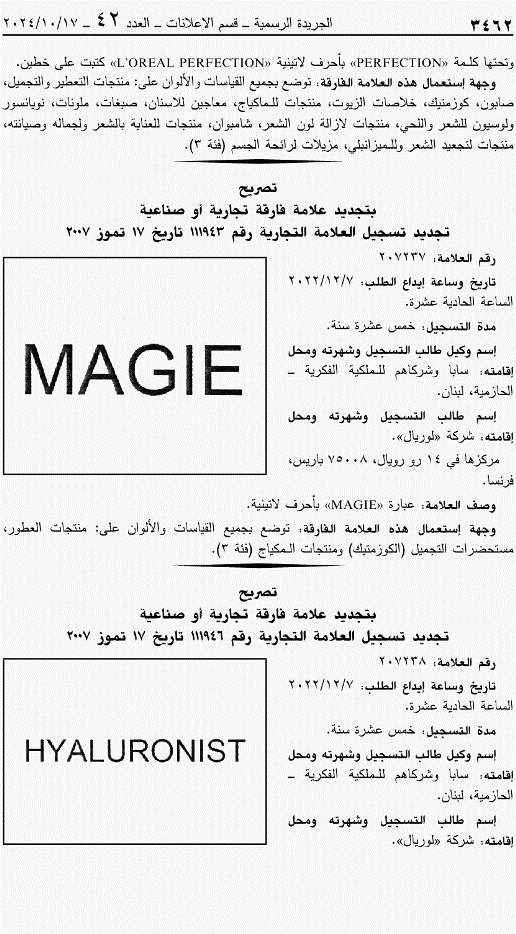 ٣٤٦٢
الجريدة الرسمية ــ قسم الاعلانات ــ العدد ٤٢ ــ ٢٠٢٤/١٠/١٧
وتحتها كلمة «PERFECTION» بأحرف لاتينية «L'OREAL PERFECTION» كتبت على خطين.
وجهة إستعمال هذه العلامة الفارقة: توضع بجميع القياسات والألوان على: منتجات التعطير والتجميل،
صابون، كوزمتيك، خلاصات الزيوت، منتجات للماكياج، معاجين للاسنان، صبغات، ملونات، نويانسور
ولوسيون للشعر واللحي، منتجات لازالة لون الشعر، شامبوان، منتجات للعناية بالشعر ولجماله وصيانته،
منتجات لتجعيد الشعر وللميزانبلي، مزيلات لرائحة الجسم (فئة ٣).
تصريح
بتجديد علامة فارقة تجارية أو صناعية
تجديد تسجيل العلامة التجارية رقم ١١١٩٤٣ تاريخ ١٧ تموز ٢٠٠٧
رقم العلامة: ٢٠٧٢٣٧
تاريخ وساعة إيداع الطلب: ٢٠٢٢/١٢/٧
الساعة الحادية عشرة.
مدة التسجيل: خمس عشرة سنة.
إسم وكيل طالب التسجيل وشهرته ومحل
إقامته: سابا وشركاهم للملكية الفكرية ــ
الحازمية، لبنان.
إسم طالب التسجيل وشهرته ومحل
إقامته: شركة «لوريال».
مركزها في ١٤ رو رويال، ٧٥٠٠٨ باريس،
فرنسا.
MAGIE
وصف العلامة: عبارة «MAGIE» بأحرف لاتينية.
وجهة إستعمال هذه العلامة الفارقة: توضع بجميع القياسات والألوان على: منتجات العطور،
مستحضرات التجميل (الكوزمتيك) ومنتجات المكياج (فئة ٣).
تصريح
بتجديد علامة فارقة تجارية أو صناعية
تجديد تسجيل العلامة التجارية رقم ١١١٩٤٦ تاريخ ١٧ تموز ٢٠٠٧
رقم العلامة: ٢٠٧٢٣٨
تاريخ وساعة إيداع الطلب: ٢٠٢٢/١٢/٧
الساعة الحادية عشرة.
مدة التسجيل: خمس عشرة سنة.
إسم وكيل طالب التسجيل وشهرته ومحل
إقامته: سابا وشركاهم للملكية الفكرية ــ
الحازمية، لبنان.
إسم طالب التسجيل وشهرته ومحل
إقامته: شركة «لوريال».
HYALURONIST